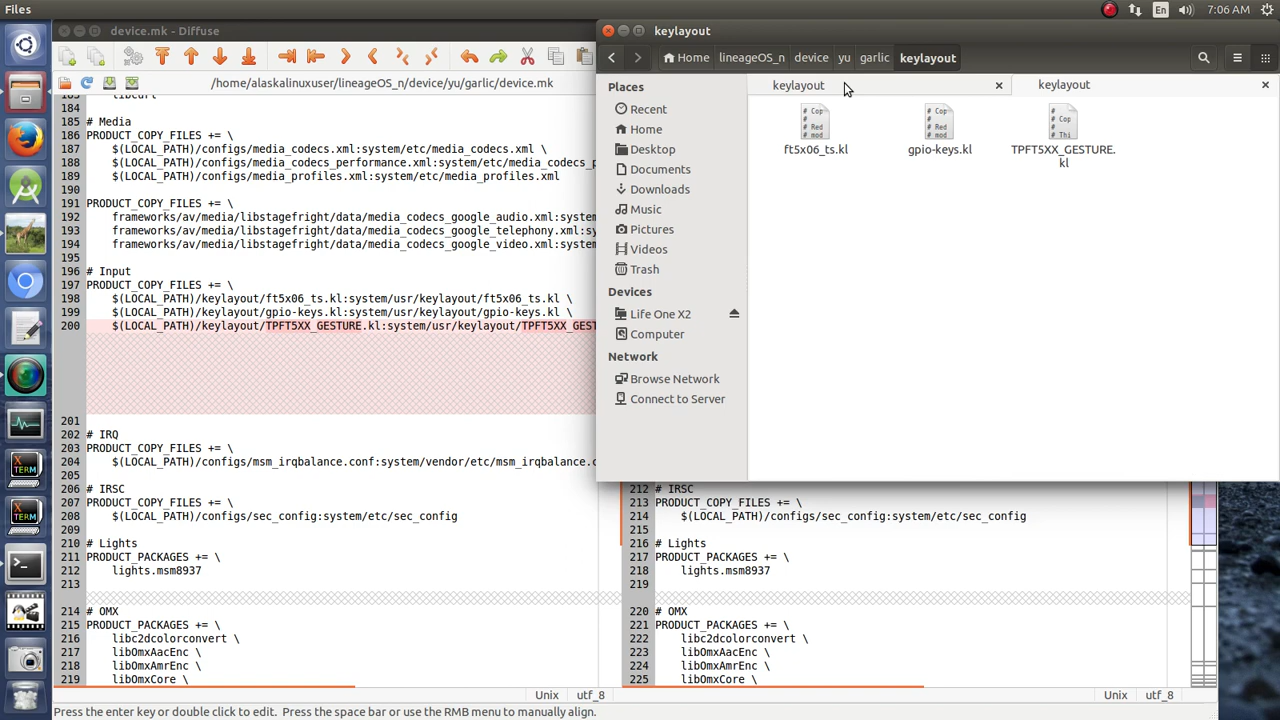 Files
En
7:06 AM
device.mk - Diffuse
keylayout
Home
lineageOS_n
device
yu
garlic
keylayout
/home/alaskalinuxuser/lineageOS_n/device/yu/garlic/device.mk
Places
Recent
Home
Desktop
Documents
Downloads
Music
Pictures
Videos
Trash
Devices
Life One X2
Computer
Network
Browse Network
Connect to Server
keylayout
keylayout
ft5x06_ts.kl
gpio-keys.kl
TPFT5XX_GESTURE.
kl
183 libcurl
184
185 # Media
186 PRODUCT_COPY_FILES += \
187 $(LOCAL_PATH)/configs/media_codecs.xml:system/etc/media_codecs.xml \
188 $(LOCAL_PATH)/configs/media_codecs_performance.xml:system/etc/media_codecs_p
189 $(LOCAL_PATH)/configs/media_profiles.xml:system/etc/media_profiles.xml
190
191 PRODUCT_COPY_FILES += \
192 frameworks/av/media/libstagefright/data/media_codecs_google_audio.xml:system
193 frameworks/av/media/libstagefright/data/media_codecs_google_telephony.xml:sy
194 frameworks/av/media/libstagefright/data/media_codecs_google_video.xml:system
195
196 # Input
197 PRODUCT_COPY_FILES += \
198 $(LOCAL_PATH)/keylayout/ft5x06_ts.kl:system/usr/keylayout/ft5x06_ts.kl \
199 $(LOCAL_PATH)/keylayout/gpio-keys.kl:system/usr/keylayout/gpio-keys.kl \
200 $(LOCAL_PATH)/keylayout/TPFT5XX_GESTURE.kl:system/usr/keylayout/TPFT5XX_GEST
201
202 # IRQ
203 PRODUCT_COPY_FILES += \
204 $(LOCAL_PATH)/configs/msm_irqbalance.conf:system/vendor/etc/msm_irqbalance.c
205
206 # IRSC
207 PRODUCT_COPY_FILES += \
208 $(LOCAL_PATH)/configs/sec_config:system/etc/sec_config
209
210 # Lights
211 PRODUCT_PACKAGES += \
212 lights.msm8937
213
214 # OMX
215 PRODUCT_PACKAGES += \
216 libc2dcolorconvert \
217 libOmxAacEnc \
218 libOmxAmrEnc \
219 libOmxCore \
212 # IRSC
213 PRODUCT_COPY_FILES += \
214 $(LOCAL_PATH)/configs/sec_config:system/etc/sec_config
215
216 # Lights
217 PRODUCT_PACKAGES += \
218 lights.msm8937
220 # OMX
221 PRODUCT_PACKAGES += \
222 libc2dcolorconvert \
223 libOmxAacEnc \
224 libOmxAmrEnc \
225 libOmxCore \
Unix
utf_8
Unix
utf_8
Press the enter key or double click to edit. Press the space bar or use the RMB menu to manually align.